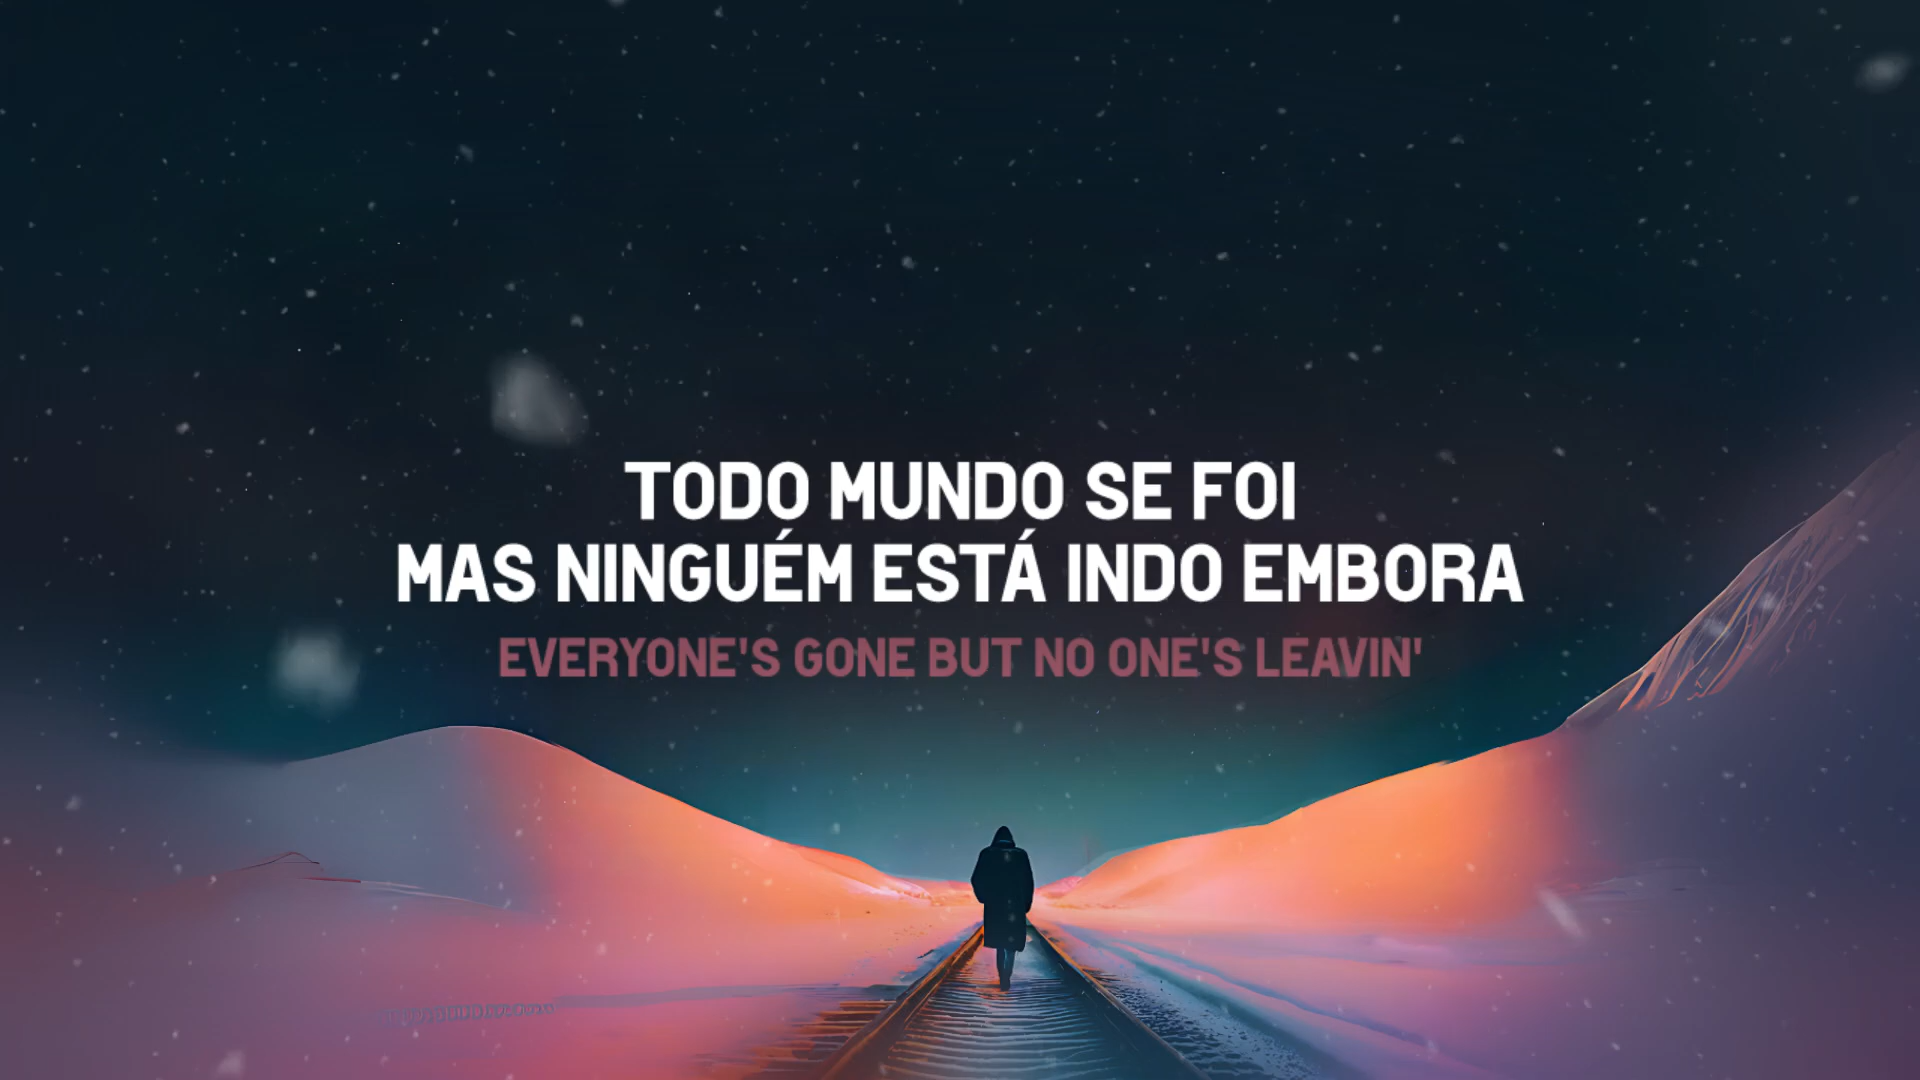 TODO MUNDO SE FOI
MAS NINGUÉM ESTÁ INDO EMBORA
EVERYONE'S GONE BUT NO ONE'S LEAVIN'